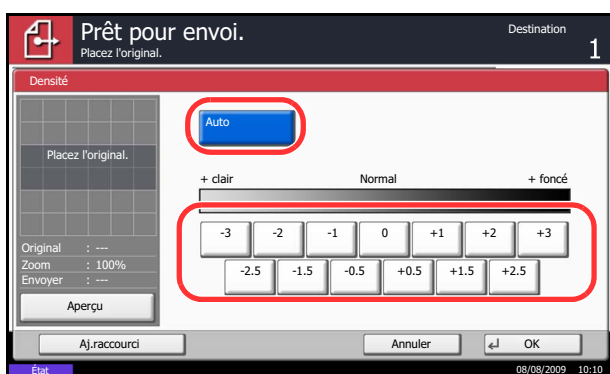 Prêt pour envoi.
Placez l'original.
Destination
1
Densité
Placez l'original.
Auto
+ clair Normal + foncé
-3 -2 -1 0 +1 +2 +3
-2.5 -1.5 -0.5 +0.5 +1.5 +2.5
Original : ---
Zoom : 100%
Envoyer : ---
Aperçu
Aj.raccourci Annuler OK
État 08/08/2009 10:10